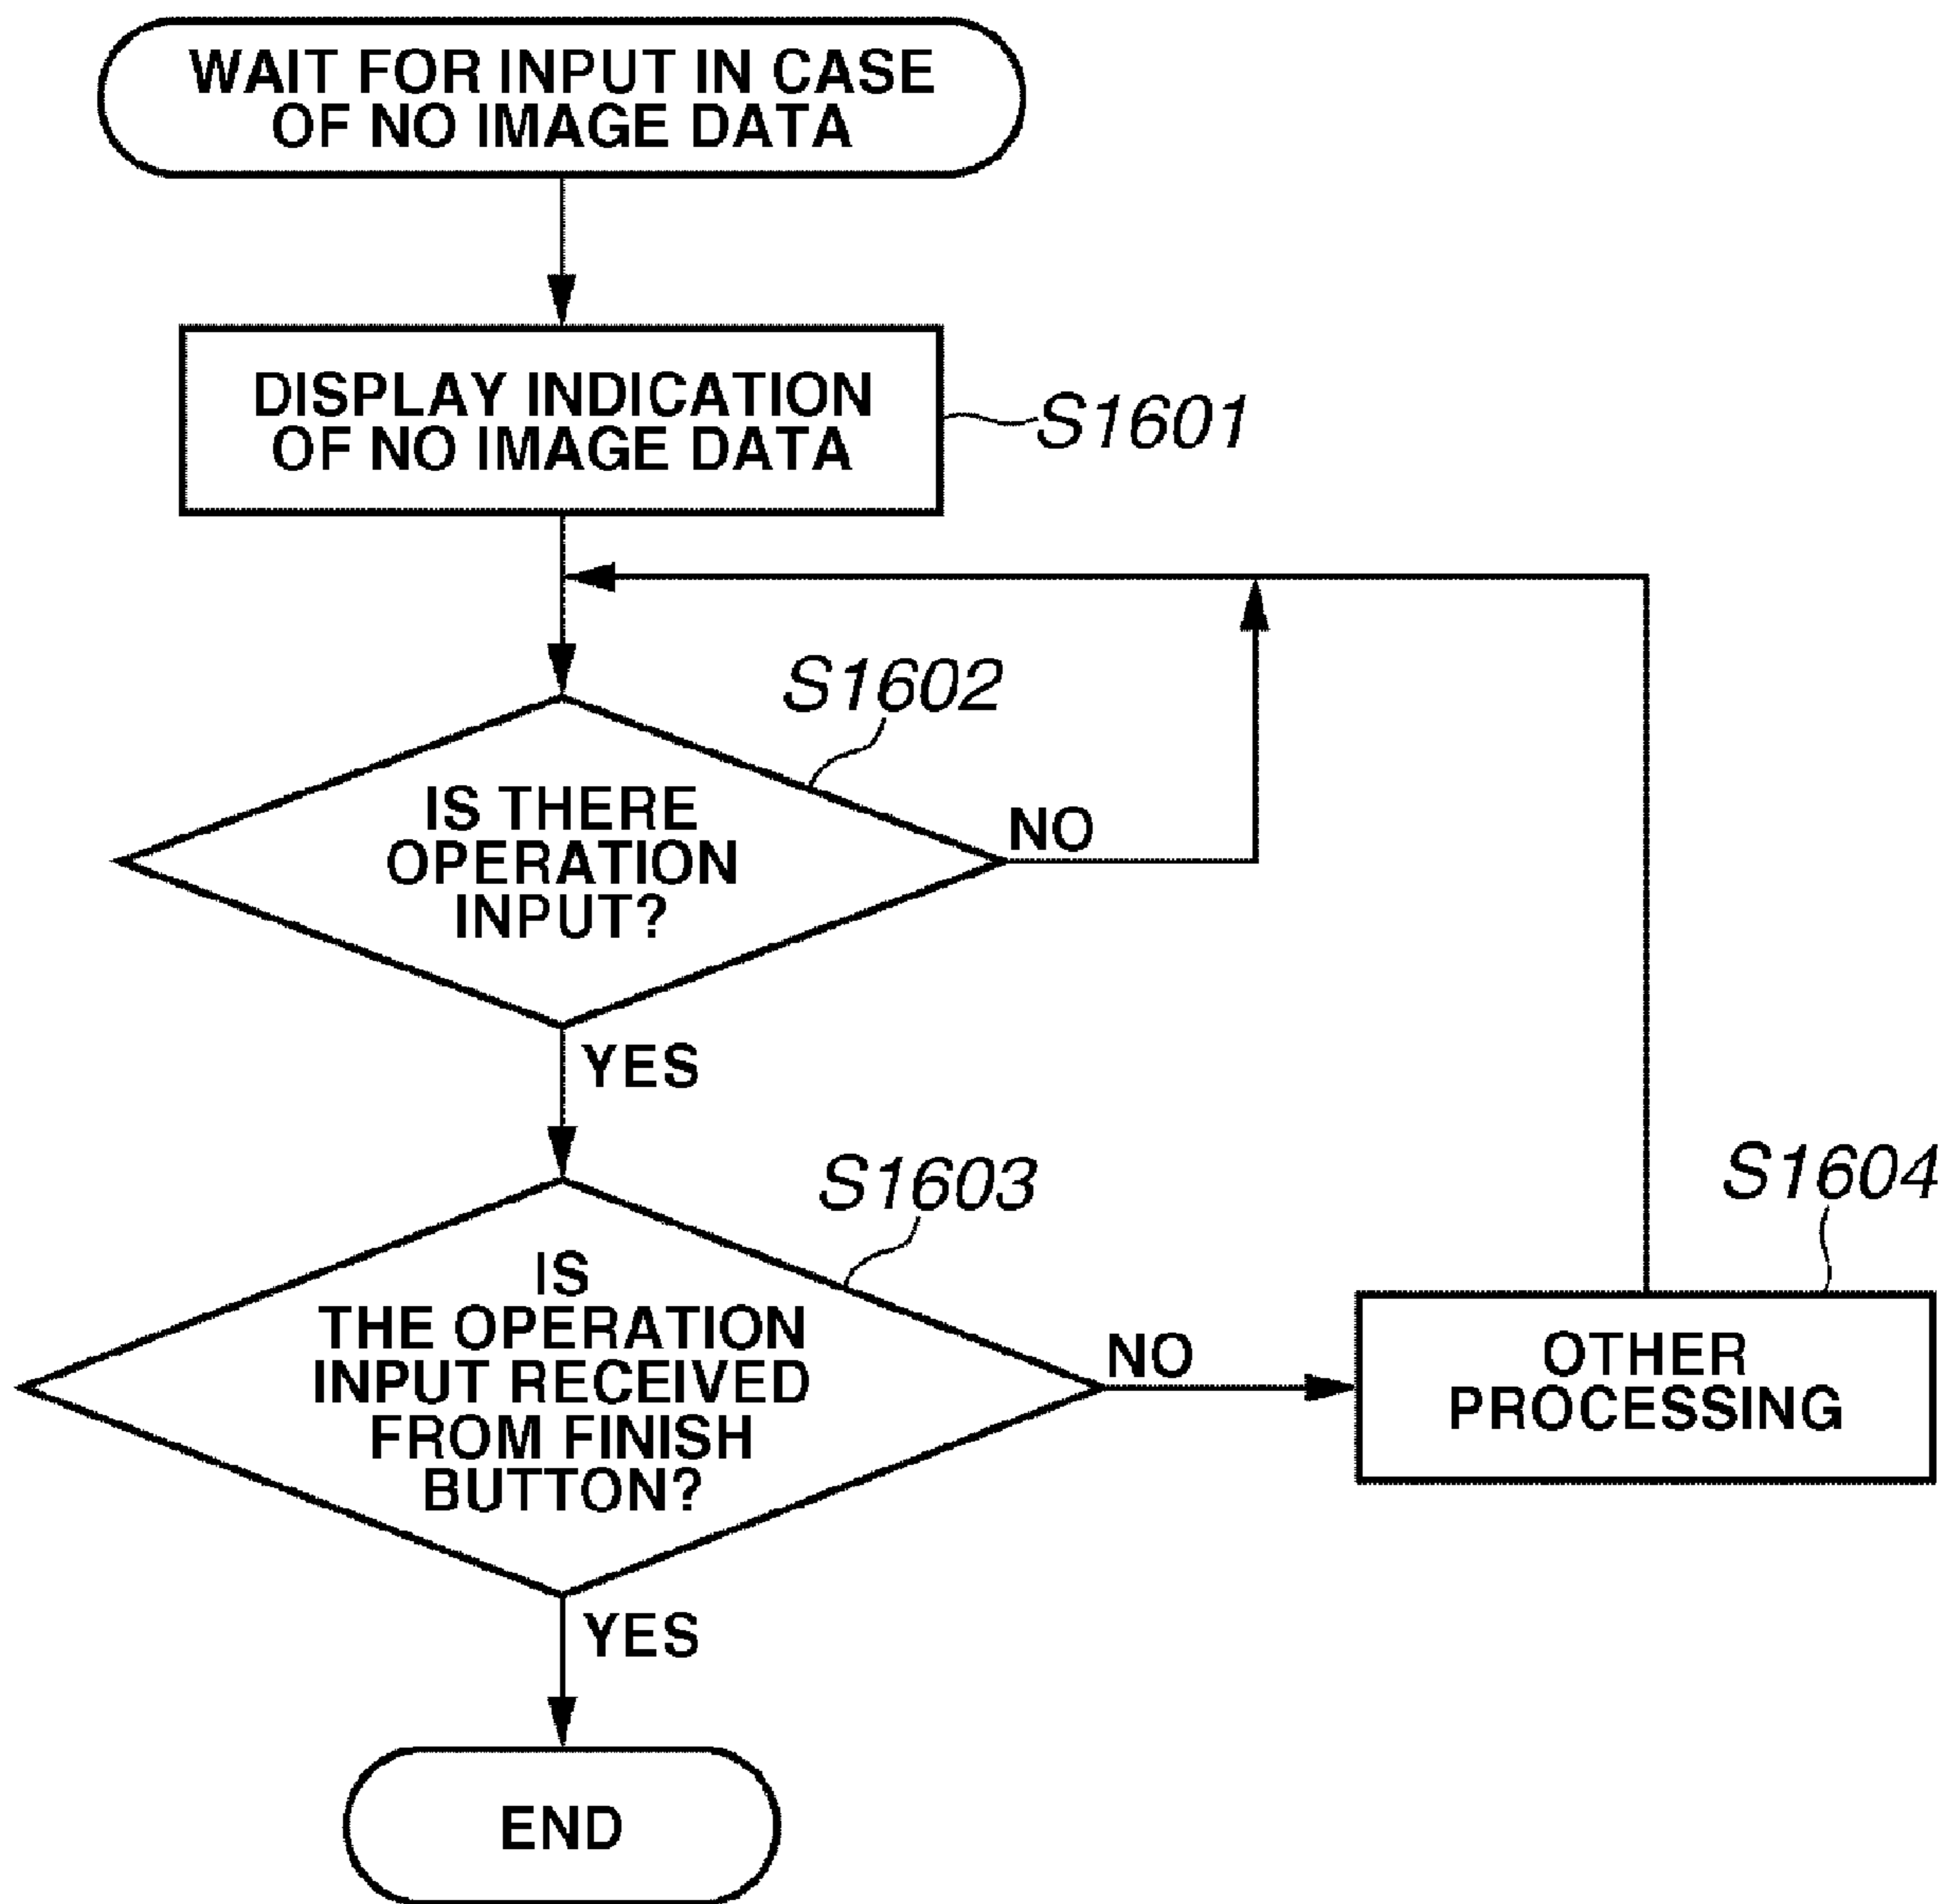 WAIT FOR INPUT IN CASE
OF NO IMAGE DATA
DISPLAY INDICATION
OF NO IMAGE DATA
S1601
S1602
IS THERE
OPERATION
INPUT?
NO
YES
S1603
IS
THE OPERATION
INPUT RECEIVED
FROM FINISH
BUTTON?
NO
S1604
OTHER
PROCESSING
YES
END